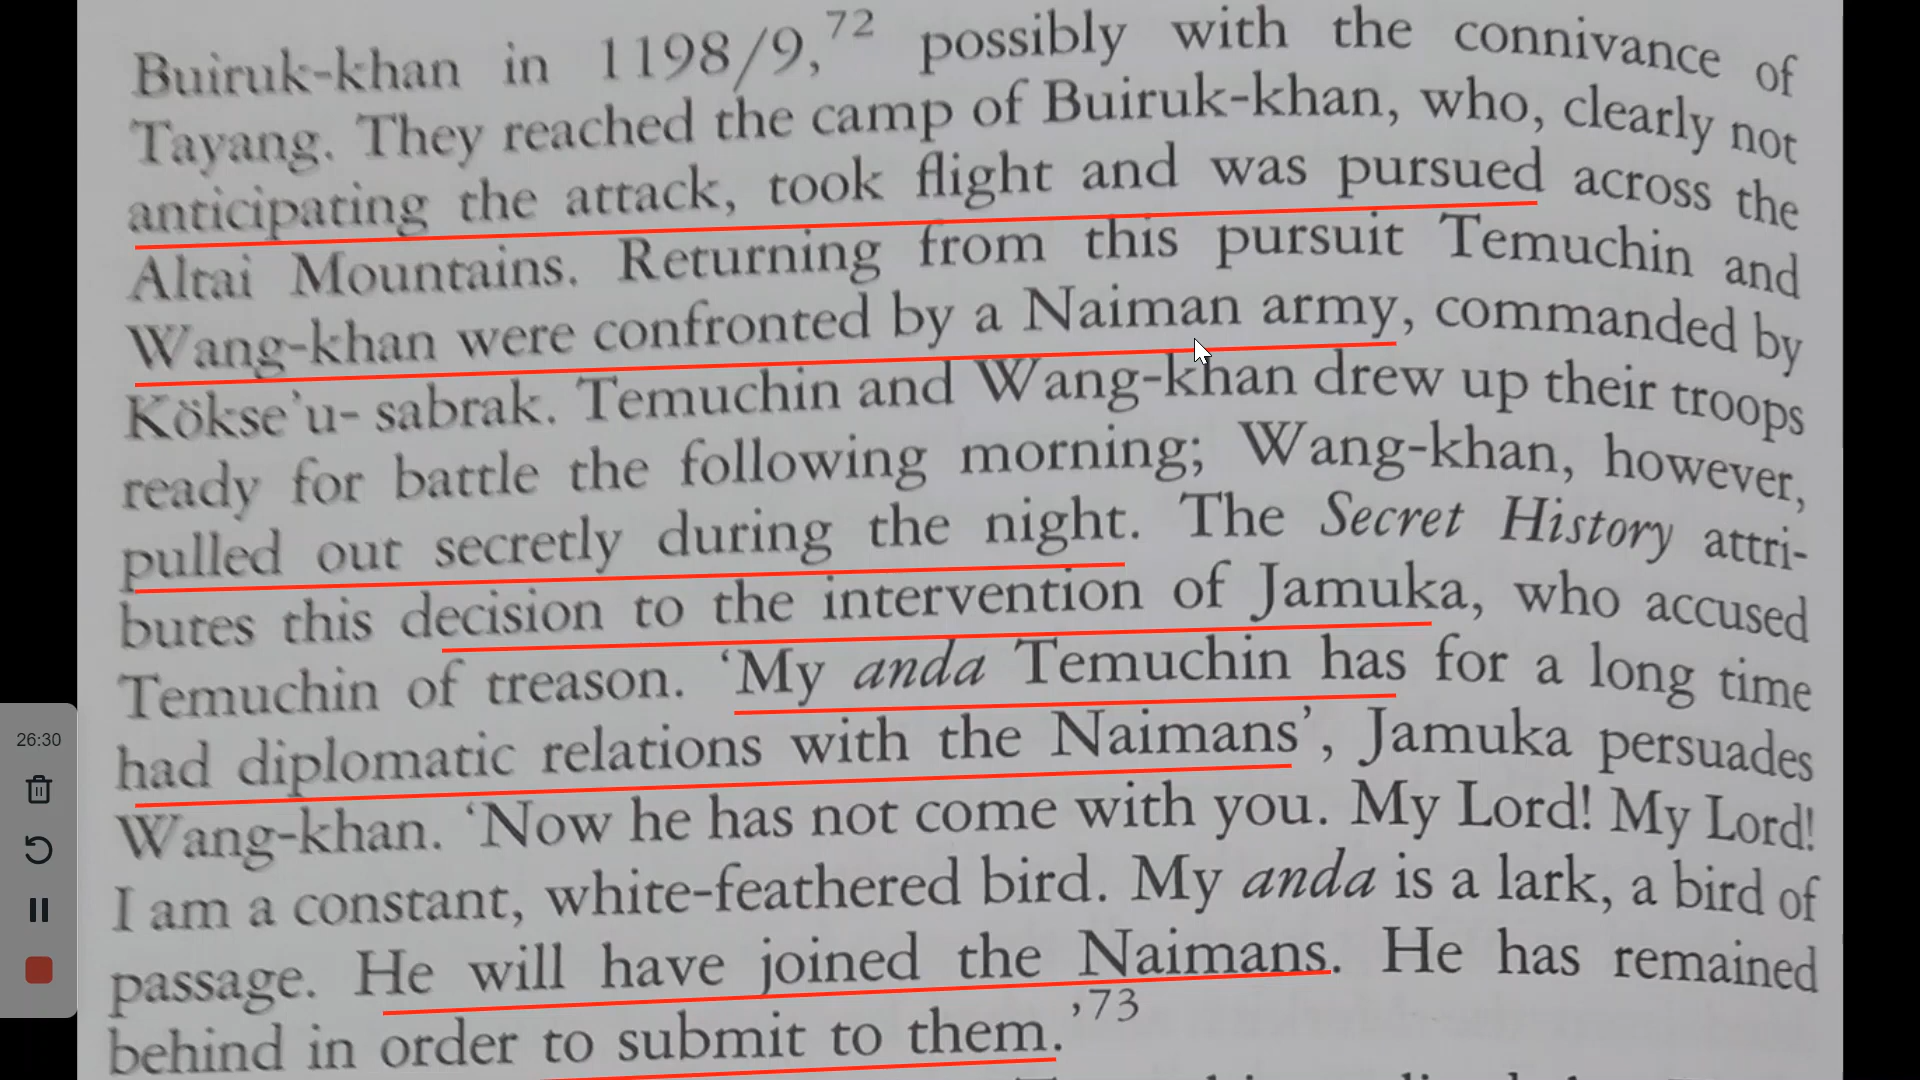 Buiruk-khan in 1198/9,72 possibly with the connivance of
Tayang. They reached the camp of Buiruk-khan, who, clearly not
anticipating the attack, took flight and was pursued across the
Altai Mountains. Returning from this pursuit Temuchin and
Wang-khan were confronted by a Naiman army, commanded by
Kökse’u- sabrak. Temuchin and Wang-khan drew up their troops
ready for battle the following morning; Wang-khan, however,
pulled out secretly during the night. The Secret History attri-
butes this decision to the intervention of Jamuka, who accused
Temuchin of treason. ‘My anda Temuchin has for a long time
had diplomatic relations with the Naimans’, Jamuka persuades
Wang-khan. ‘Now he has not come with you. My Lord! My Lord!
I am a constant, white-feathered bird. My anda is a lark, a bird of
passage. He will have joined the Naimans. He has remained
behind in order to submit to them.’73
26:30